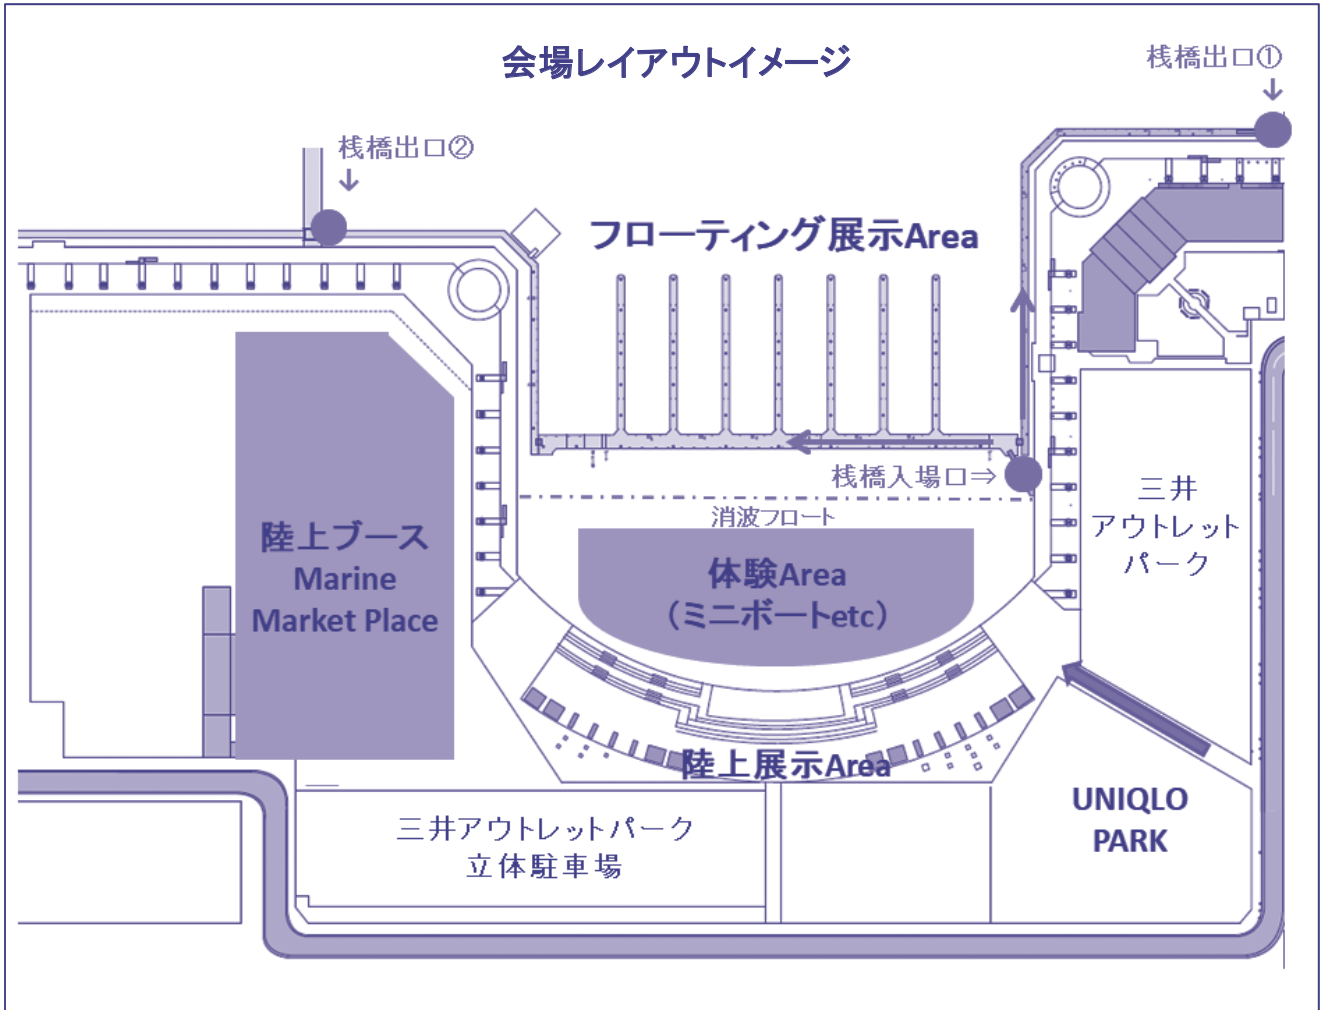 会場レイアウトイメージ
桟橋出口①
↓
桟橋出口②
↓
フローティング展示Area
桟橋入場口⇒
消波フロート
三井
アウトレット
パーク
陸上ブース
Marine
Market Place
体験Area
（ミニボートetc）
陸上展示Area
UNIQLO
PARK
三井アウトレットパーク
立体駐車場